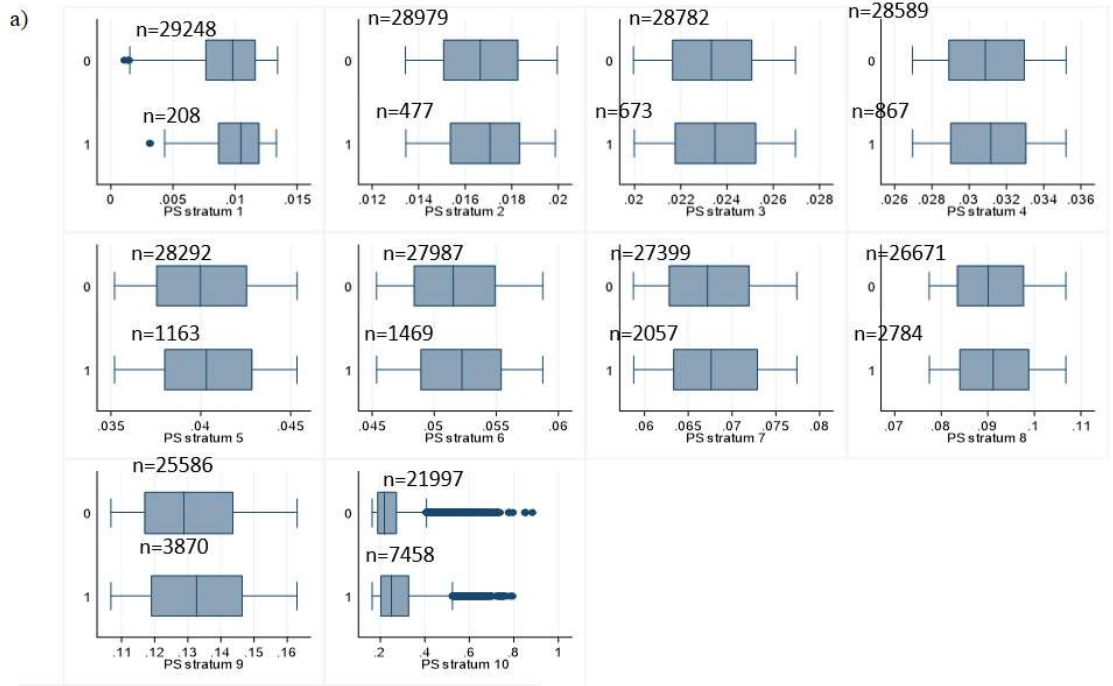 a)
n=29248
0
n=208
1
0 .005 .01 .015
PS stratum 1
n=28979
0
n=477
1
.012 .014 .016 .018 .02
PS stratum 2
n=28782
0
n=673
1
.02 .022 .024 .026 .028
PS stratum 3
n=28589
0
n=867
1
.026 .028 .03 .032 .034 .036
PS stratum 4
n=28292
0
n=1163
1
.035 .04 .045
PS stratum 5
n=27987
0
n=1469
1
.045 .05 .055 .06
PS stratum 6
n=27399
0
n=2057
1
.06 .065 .07 .075 .08
PS stratum 7
n=26671
0
n=2784
1
.07 .08 .09 .1 .11
PS stratum 8
n=25586
0
n=3870
1
.11 .12 .13 .14 .15 .16
PS stratum 9
n=21997
0
n=7458
1
.2 .4 .6 .8 1
PS stratum 10